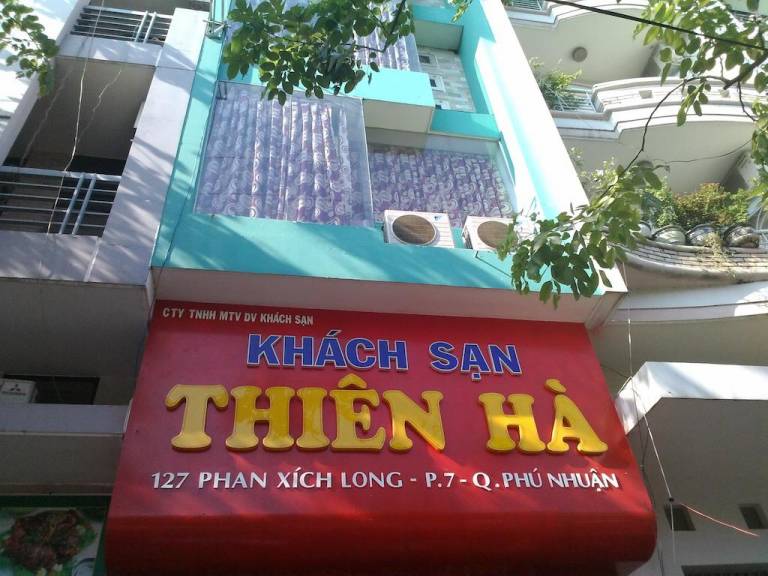 CTY TNHH MTV DV KHÁCH SẠN
KHÁCH SẠN
THIÊN HÀ
127 PHAN XÍCH LONG - P.7 - Q.PHÚ NHUẬN